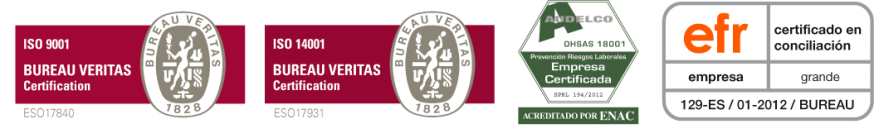 ISO 9001
BUREAU VERITAS
Certification
BUREAU VERITAS
1828
ESO17840
ISO 14001
BUREAU VERITAS
Certification
BUREAU VERITAS
1828
ESO17931
AUDELCO
OHSAS 18001
Prevención Riesgos Laborales
Empresa
Certificada
SPRL 194/2012
ACREDITADO POR ENAC
efr
certificado en
conciliación
empresa
grande
129-ES / 01-2012 / BUREAU